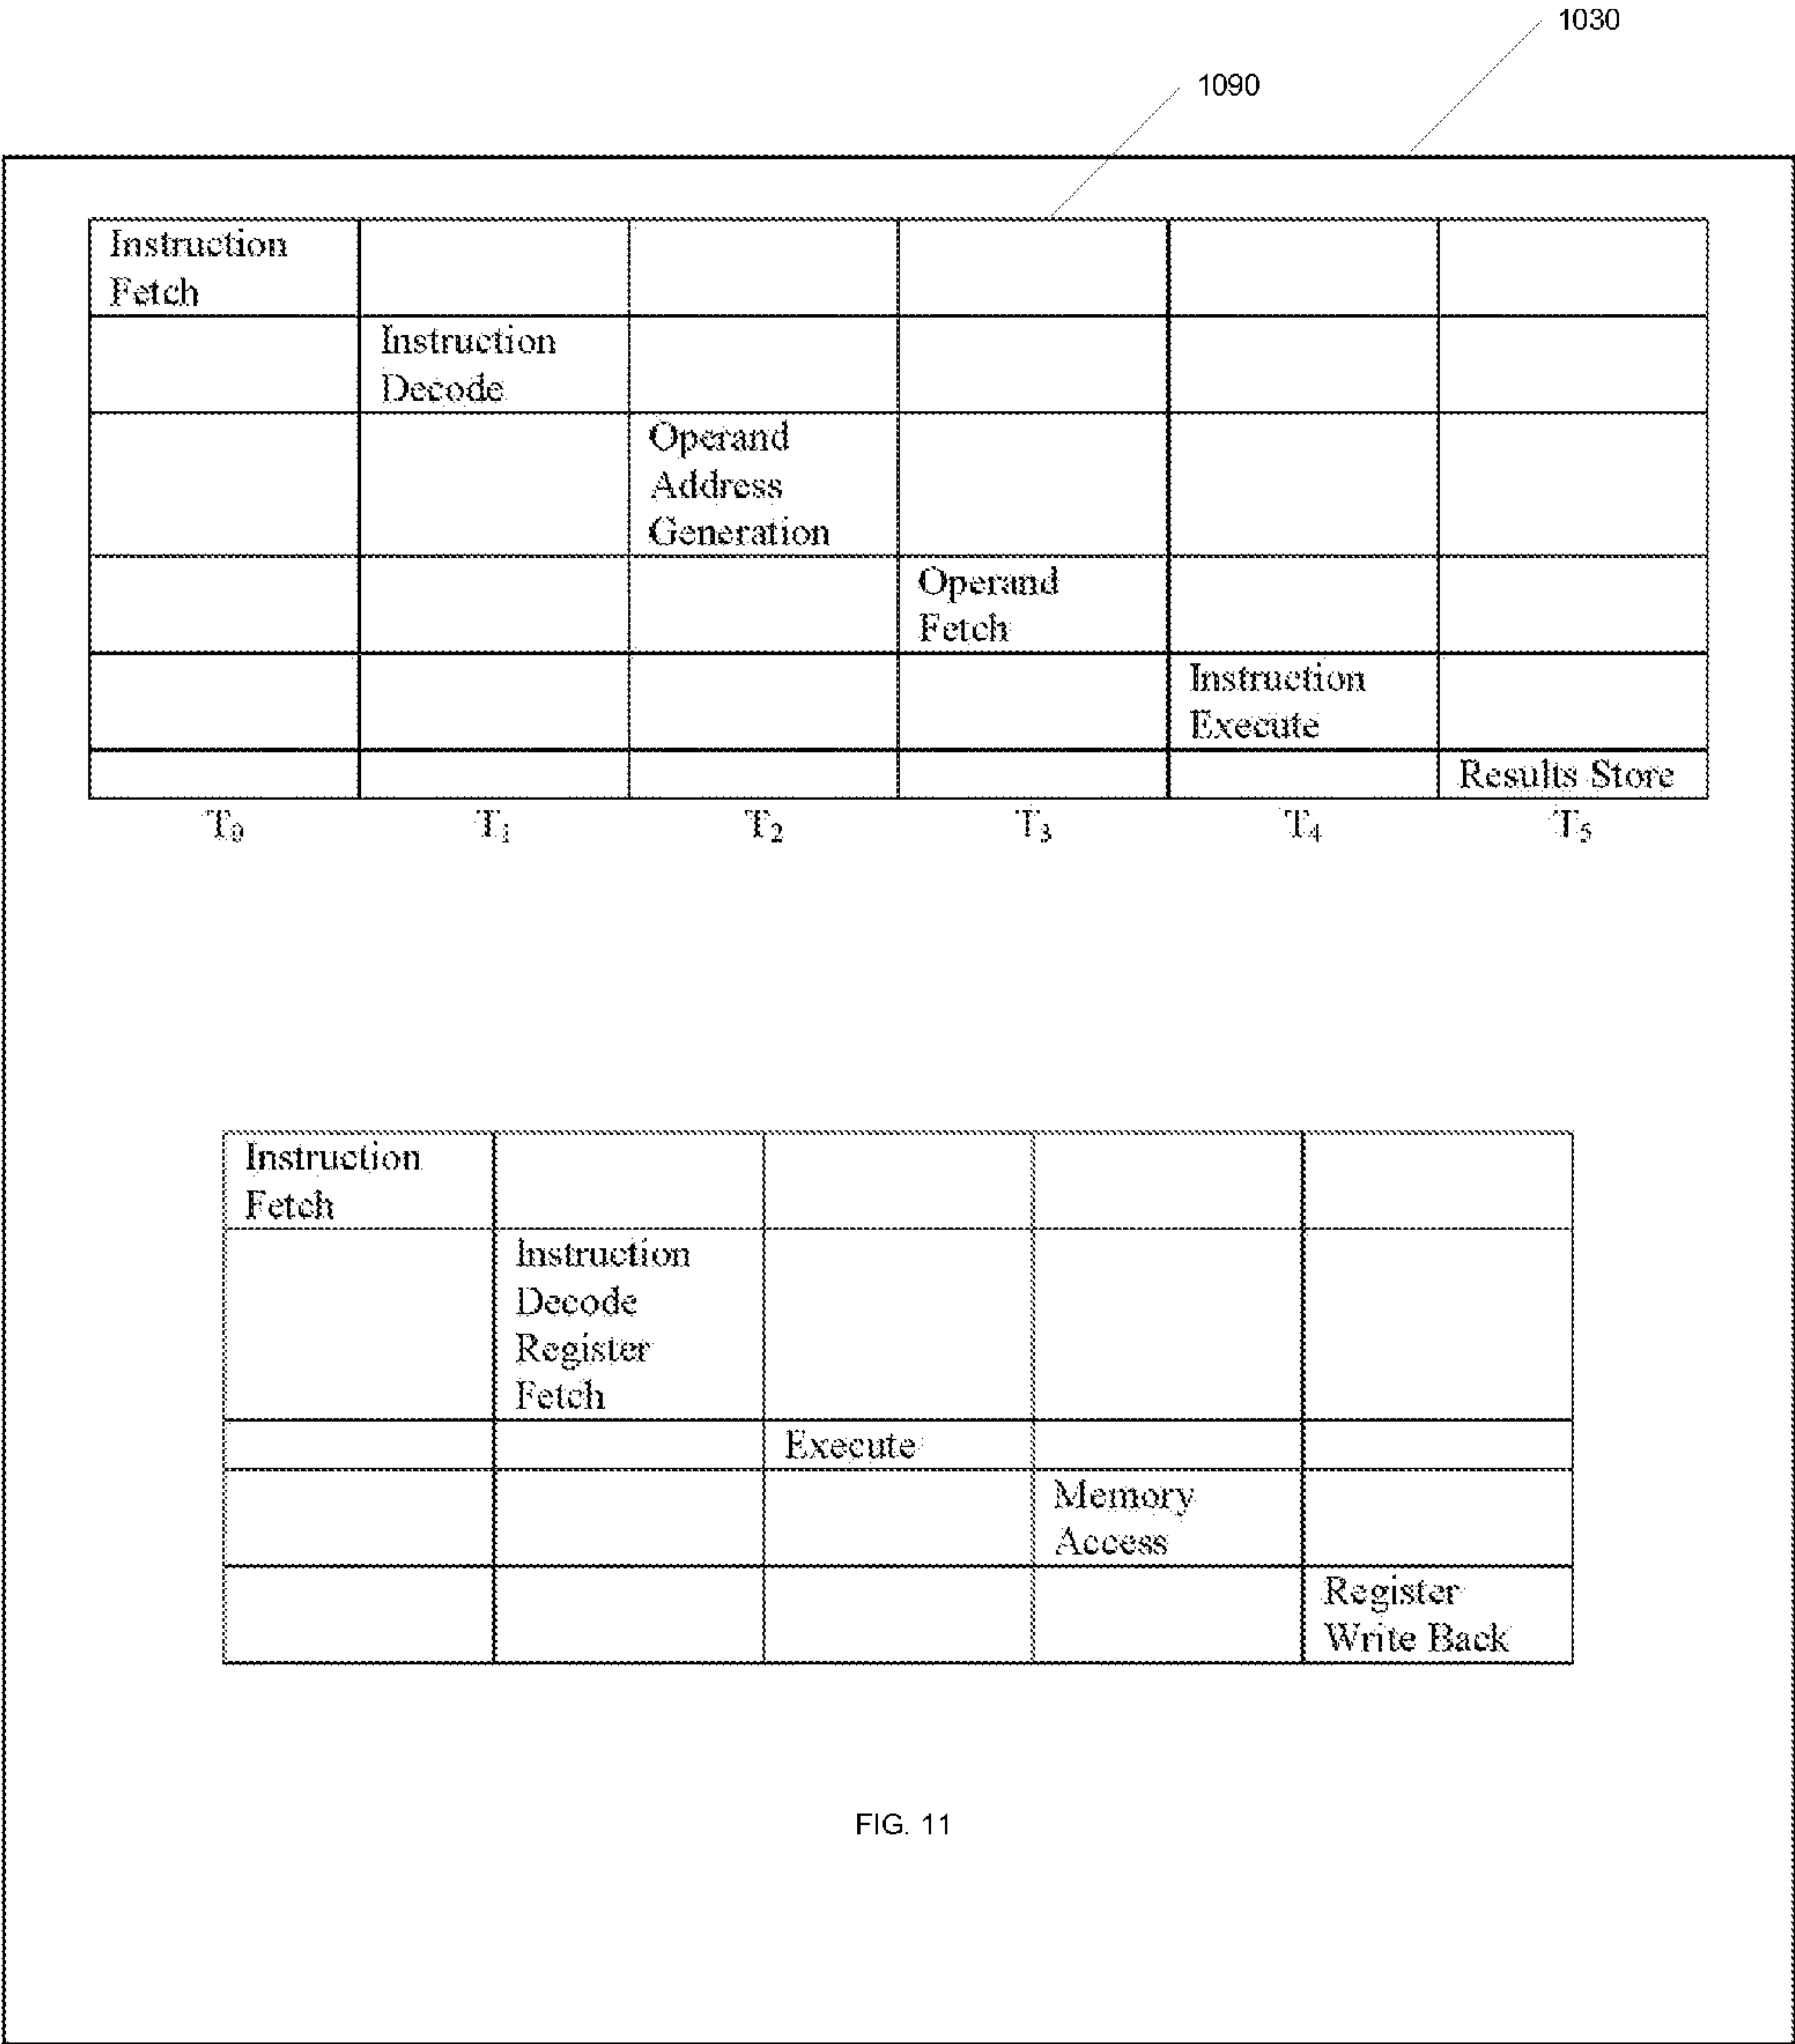 1030
1090
Instruction
Fetch
Instruction
Decode
Operand
Address
Generation
Operand
Fetch
Instruction
Execute
Results Store
T₀ T₁ T₂ T₃ T₄ T₅
Instruction
Fetch
Instruction
Decode
Register
Fetch
Execute
Memory
Access
Register
Write Back
FIG. 11